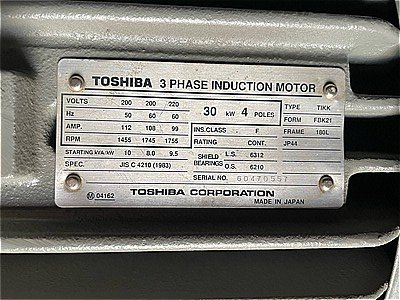 TOSHIBA 3 PHASE INDUCTION MOTOR
VOLTS 200 200 220
Hz 50 60 60
AMP. 112 108 99
RPM 1455 1745 1755
STARTING kVA/kW 10 8.0 9.5
SPEC. JIS C 4210 (1983)
30 kW 4 POLES
INS.CLASS F
RATING CONT.
SHIELD BEARINGS L.S. 6312
O.S. 6210
SERIAL NO. 60470557
TYPE TIKK
FORM FBK21
FRAME 180L
JP44
M 04162
TOSHIBA CORPORATION
MADE IN JAPAN